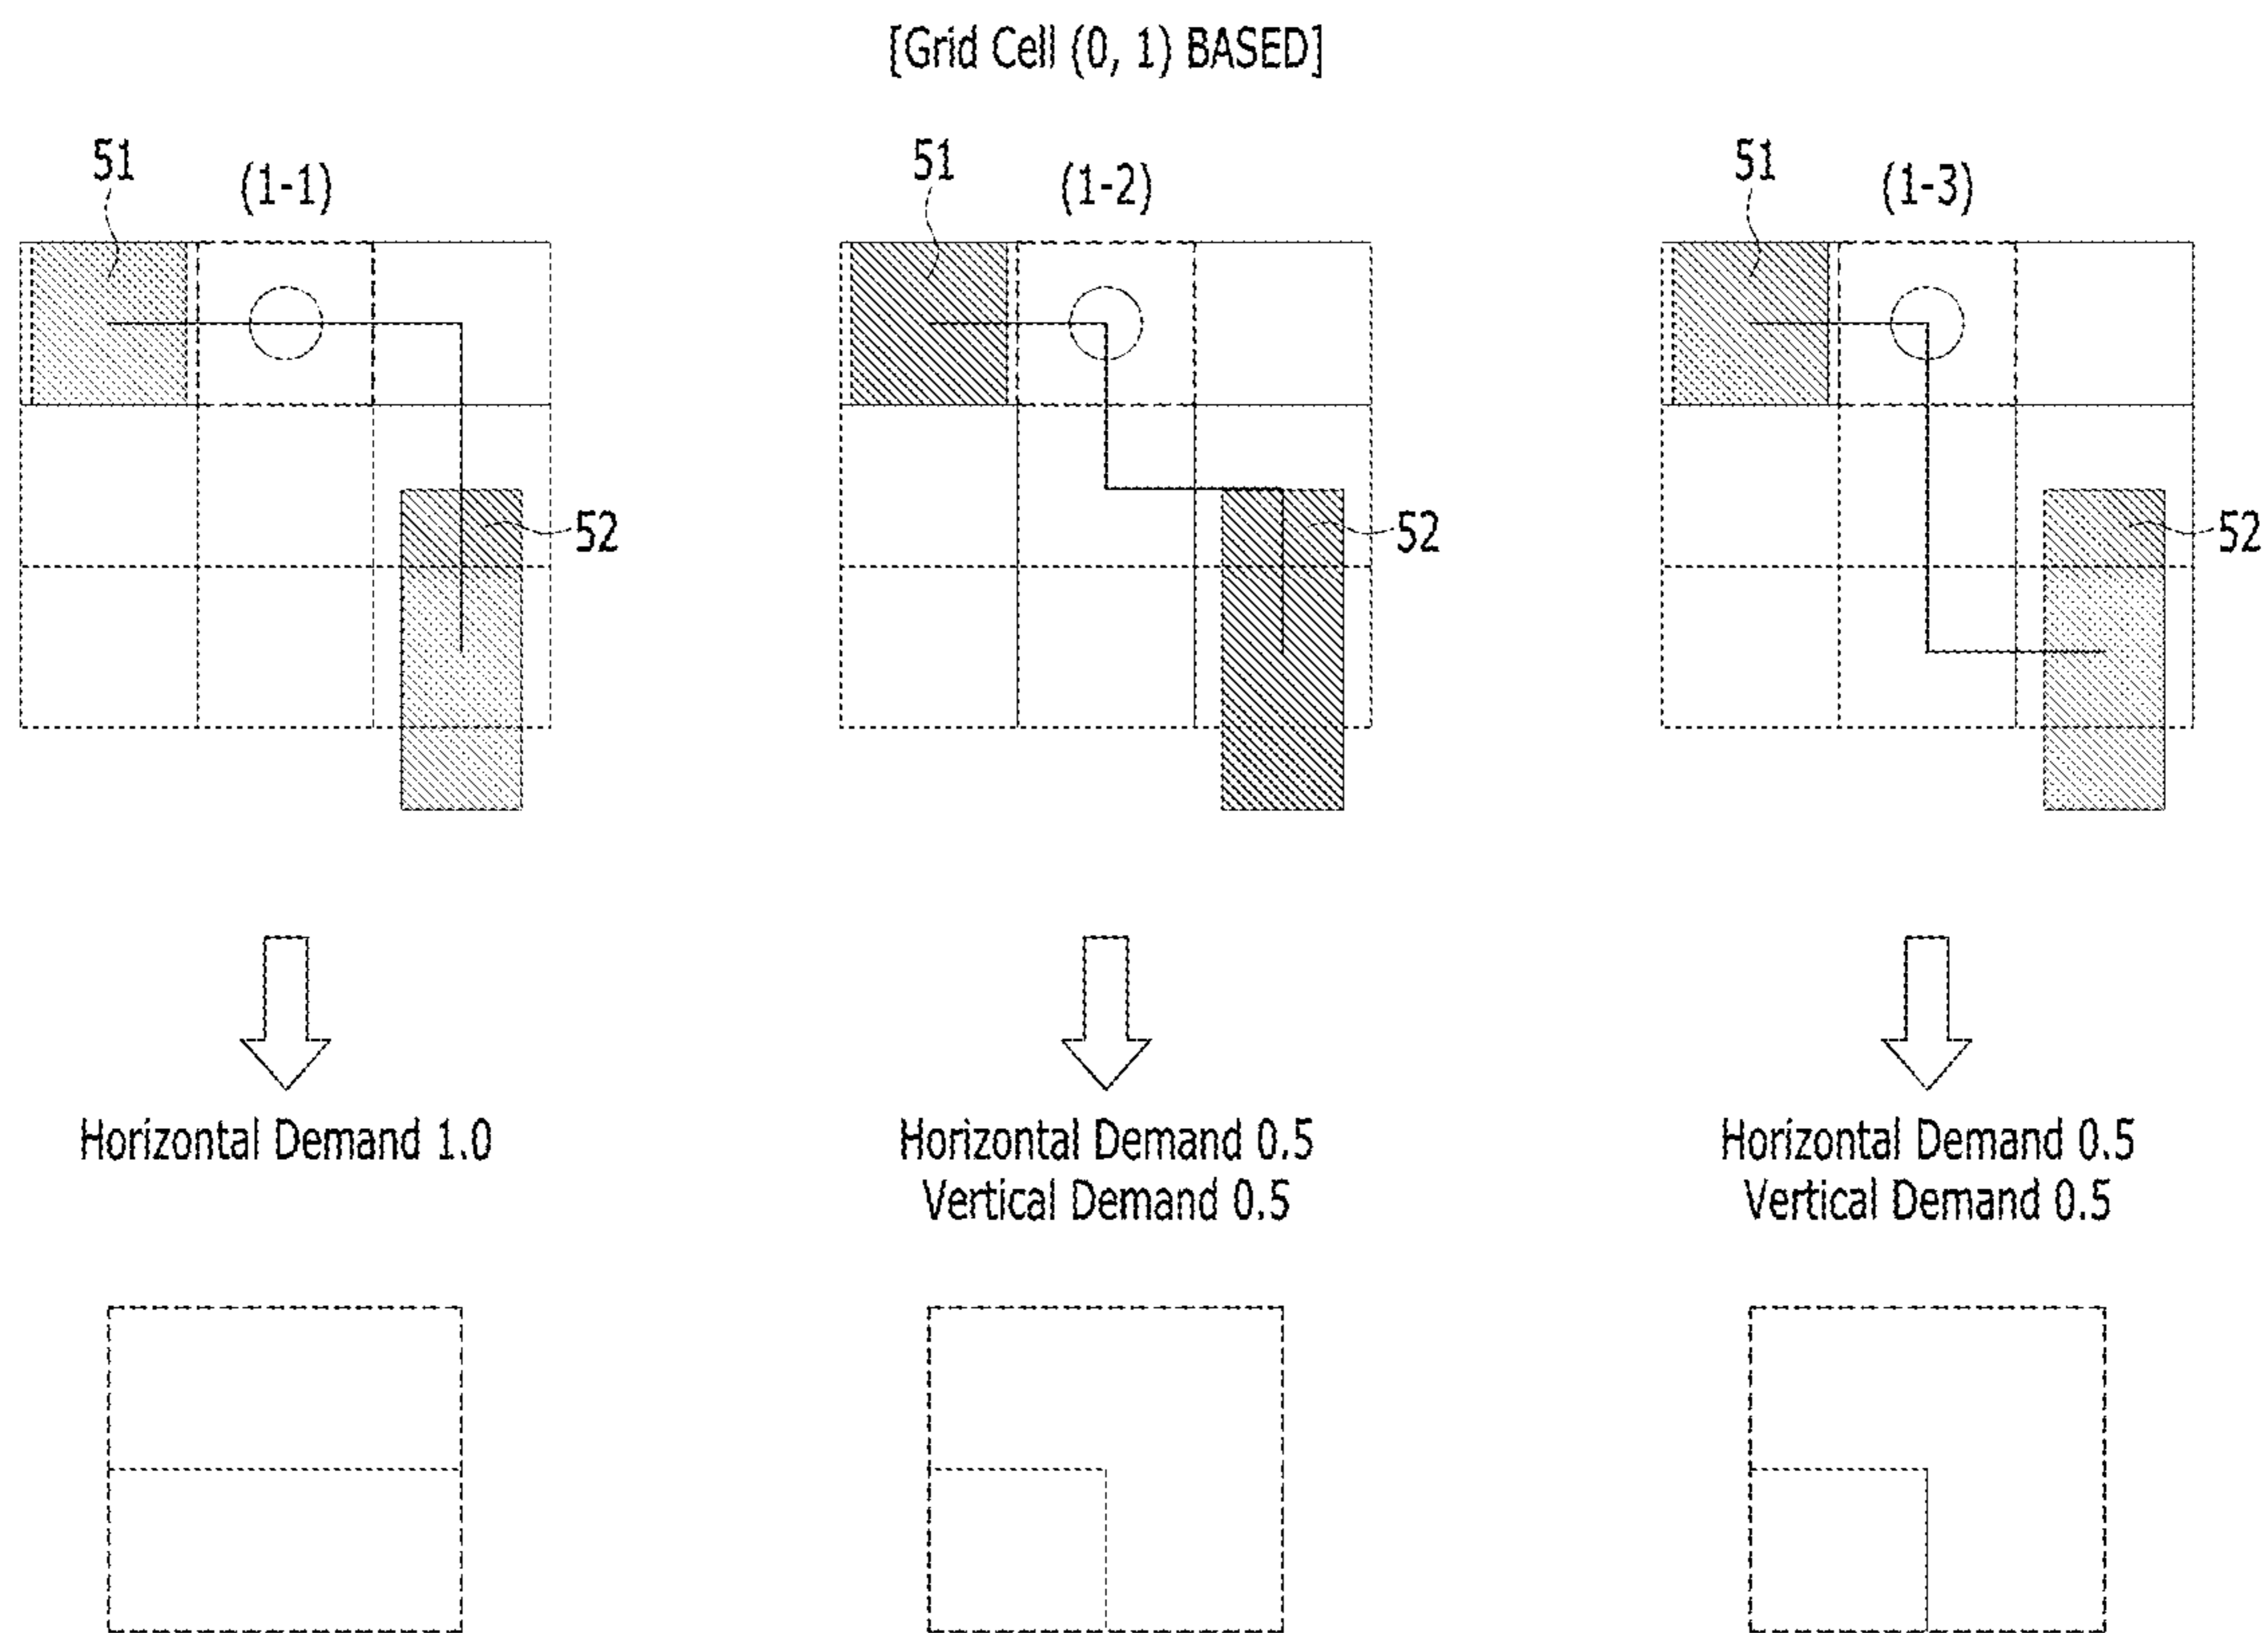 [Grid Cell (0, 1) BASED]
51
(1-1)
52
51
(1-2)
52
51
(1-3)
52
Horizontal Demand 1.0
Horizontal Demand 0.5
Vertical Demand 0.5
Horizontal Demand 0.5
Vertical Demand 0.5